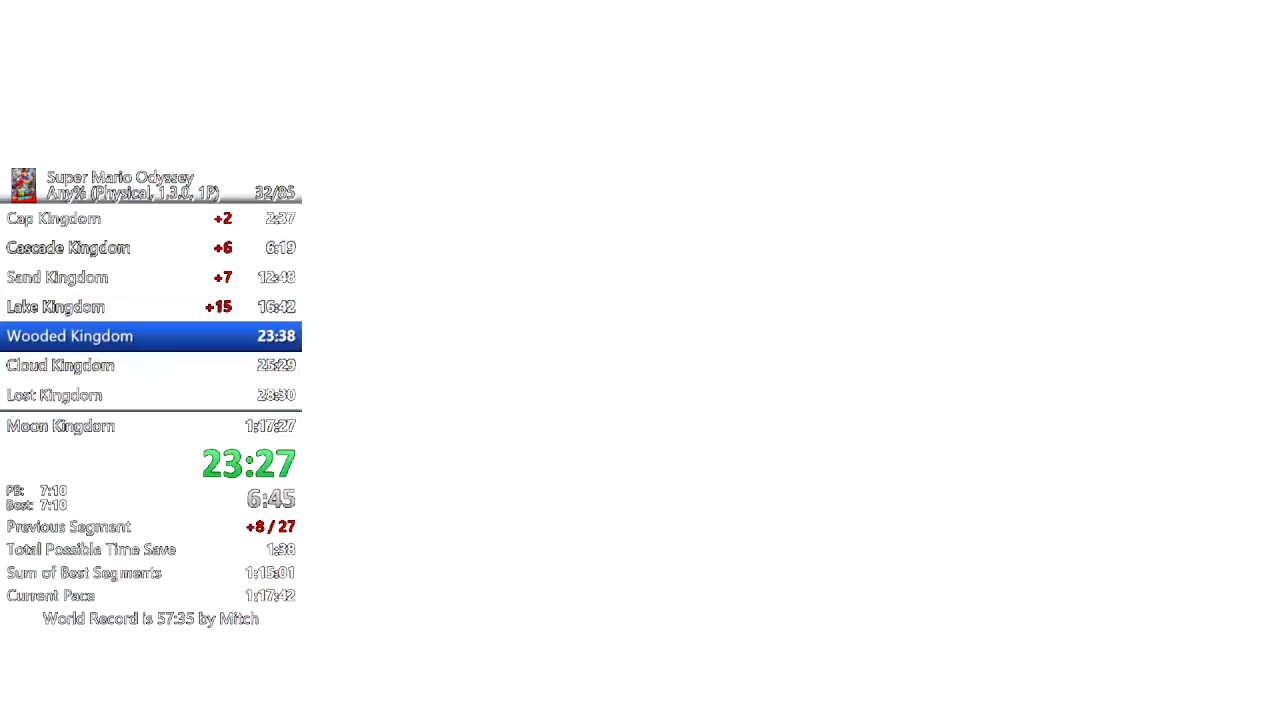 Super Mario Odyssey
Any% (Physical, 1.3.0, 1P) 32/85
Cap Kingdom +2 2:37
Cascade Kingdom +6 6:19
Sand Kingdom +7 12:48
Lake Kingdom +15 16:42
Wooded Kingdom 23:38
Cloud Kingdom 25:29
Lost Kingdom 28:30
Moon Kingdom 1:17:27
23:27
PB: 7:10 6:45
Best: 7:10
Previous Segment +8 / 27
Total Possible Time Save 1:38
Sum of Best Segments 1:15:01
Current Pace 1:17:42
World Record is 57:35 by Mitch